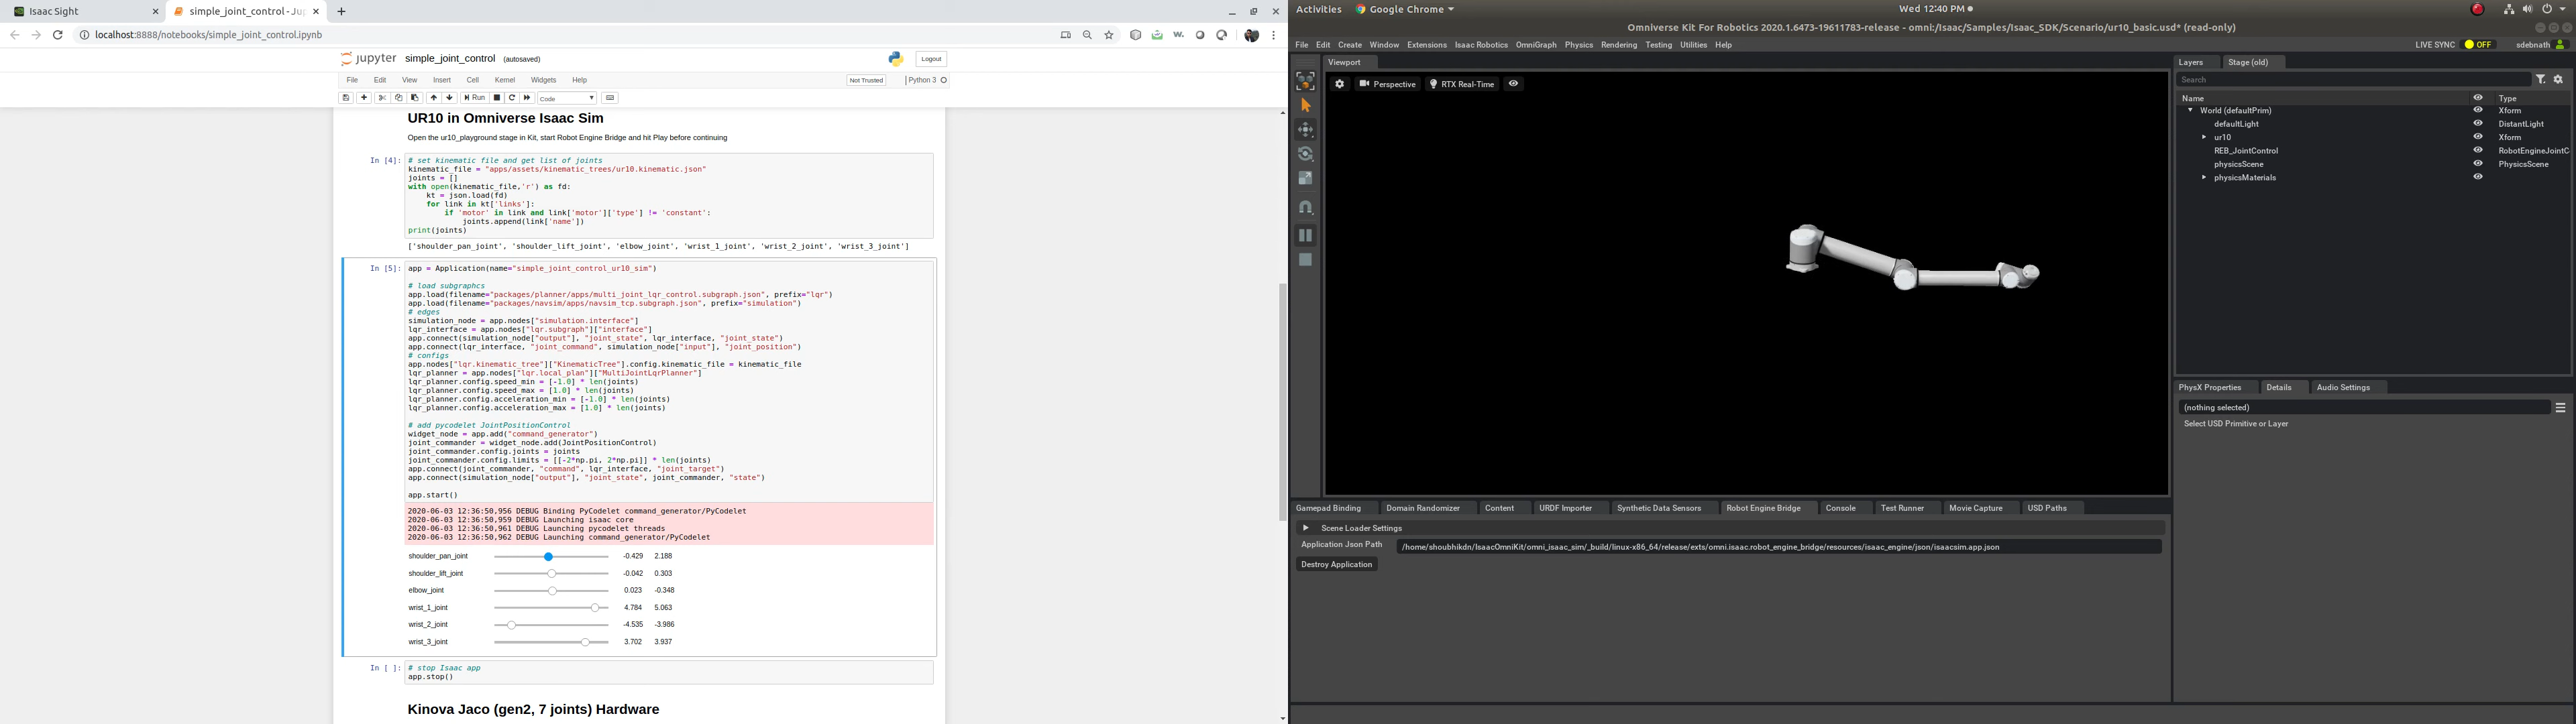 Isaac Sight
simple_joint_control - Jup
localhost:8888/notebooks/simple_joint_control.ipynb
jupyter simple_joint_control (autosaved)
Logout
File Edit View Insert Cell Kernel Widgets Help
Not Trusted
Python 3
Run
Code
UR10 in Omniverse Isaac Sim
Open the ur10_playground stage in Kit, start Robot Engine Bridge and hit Play before continuing
In [4]:
# set kinematic file and get list of joints
kinematic_file = "apps/assets/kinematic_trees/ur10.kinematic.json"
joints = []
with open(kinematic_file,'r') as fd:
    kt = json.load(fd)
    for link in kt['links']:
        if 'motor' in link and link['motor']['type'] != 'constant':
            joints.append(link['name'])
print(joints)
['shoulder_pan_joint', 'shoulder_lift_joint', 'elbow_joint', 'wrist_1_joint', 'wrist_2_joint', 'wrist_3_joint']
In [5]:
app = Application(name="simple_joint_control_ur10_sim")
# load subgraphcs
app.load(filename="packages/planner/apps/multi_joint_lqr_control.subgraph.json", prefix="lqr")
app.load(filename="packages/navsim/apps/navsim_tcp.subgraph.json", prefix="simulation")
# edges
simulation_node = app.nodes["simulation.interface"]
lqr_interface = app.nodes["lqr.subgraph"]["interface"]
app.connect(simulation_node["output"], "joint_state", lqr_interface, "joint_state")
app.connect(lqr_interface, "joint_command", simulation_node["input"], "joint_position")
# configs
app.nodes["lqr.kinematic_tree"]["KinematicTree"].config.kinematic_file = kinematic_file
lqr_planner = app.nodes["lqr.local_plan"]["MultiJointLqrPlanner"]
lqr_planner.config.speed_min = [-1.0] * len(joints)
lqr_planner.config.speed_max = [1.0] * len(joints)
lqr_planner.config.acceleration_min = [-1.0] * len(joints)
lqr_planner.config.acceleration_max = [1.0] * len(joints)
# add pycodelet JointPositionControl
widget_node = app.add("command_generator")
joint_commander = widget_node.add(JointPositionControl)
joint_commander.config.joints = joints
joint_commander.config.limits = [[-2*np.pi, 2*np.pi]] * len(joints)
app.connect(joint_commander, "command", lqr_interface, "joint_target")
app.connect(simulation_node["output"], "joint_state", joint_commander, "state")
app.start()
2020-06-03 12:36:50,956 DEBUG Binding PyCodelet command_generator/PyCodelet
2020-06-03 12:36:50,959 DEBUG Launching isaac core
2020-06-03 12:36:50,961 DEBUG Launching pycodelet threads
2020-06-03 12:36:50,962 DEBUG Launching command_generator/PyCodelet
shoulder_pan_joint -0.429 2.188
shoulder_lift_joint -0.042 0.303
elbow_joint 0.023 -0.348
wrist_1_joint 4.784 5.063
wrist_2_joint -4.535 -3.986
wrist_3_joint 3.702 3.937
In [ ]:
# stop Isaac app
app.stop()
Kinova Jaco (gen2, 7 joints) Hardware
Activities Google Chrome Wed 12:40 PM
Omniverse Kit For Robotics 2020.1.6473-19611783-release - omni:/Isaac/Samples/Isaac_SDK/Scenario/ur10_basic.usd* (read-only)
File Edit Create Window Extensions Isaac Robotics OmniGraph Physics Rendering Testing Utilities Help
LIVE SYNC OFF sdebnath
Viewport
Perspective RTX Real-Time
Layers Stage (old)
Search
Name Type
World (defaultPrim) Xform
defaultLight DistantLight
ur10 Xform
REB_JointControl RobotEngineJointC
physicsScene PhysicsScene
physicsMaterials
PhysX Properties Details Audio Settings
(nothing selected)
Select USD Primitive or Layer
Gamepad Binding Domain Randomizer Content URDF Importer Synthetic Data Sensors Robot Engine Bridge Console Test Runner Movie Capture USD Paths
Scene Loader Settings
Application Json Path /home/shoubhikdn/IsaacOmniKit/omni_isaac_sim/_build/linux-x86_64/release/exts/omni.isaac.robot_engine_bridge/resources/isaac_engine/json/isaacsim.app.json
Destroy Application